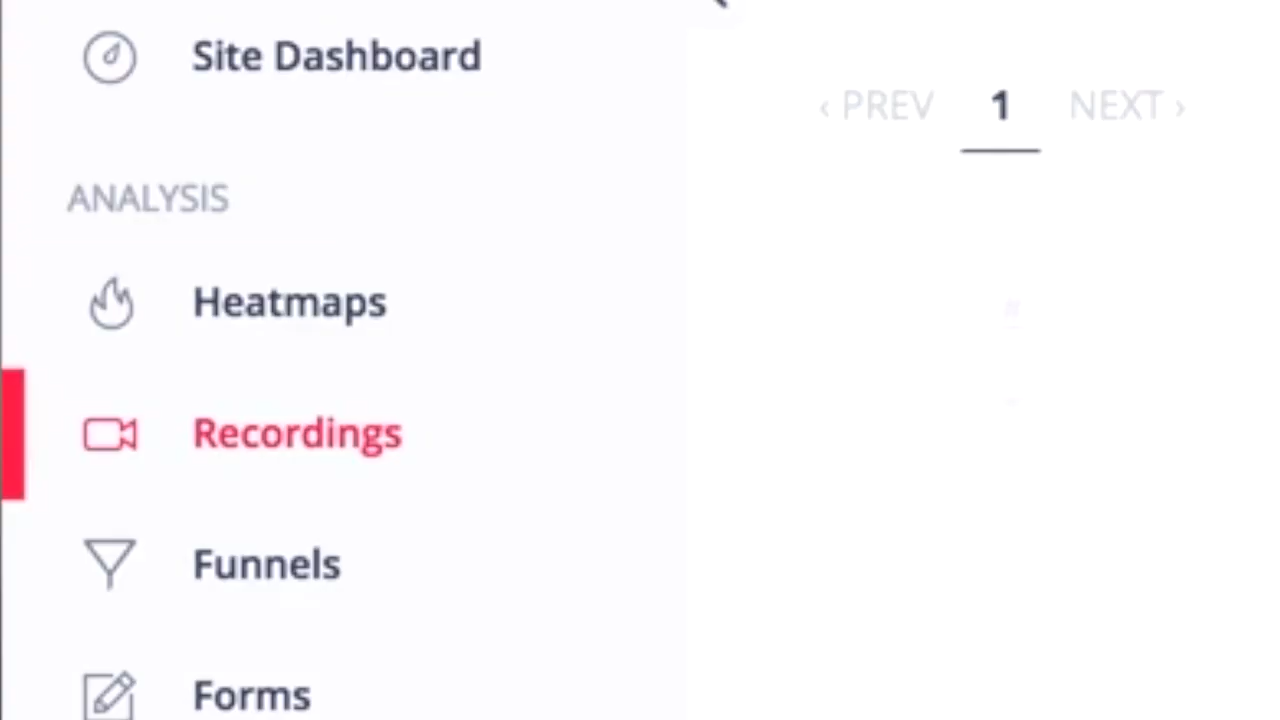 Site Dashboard
‹ PREV 1 NEXT ›
ANALYSIS
Heatmaps
Recordings
Funnels
Forms